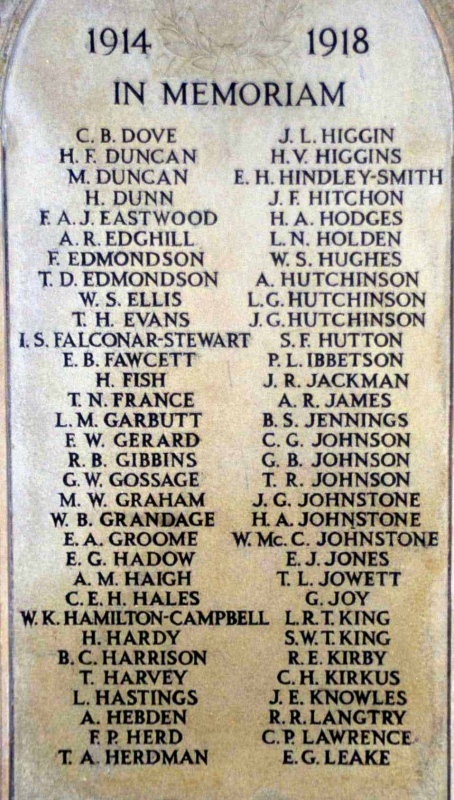 1914 1918
IN MEMORIAM
C. B. DOVE
H. F. DUNCAN
M. DUNCAN
H. DUNN
F. A. J. EASTWOOD
A. R. EDGHILL
F. EDMONDSON
T. D. EDMONDSON
W. S. ELLIS
T. H. EVANS
I. S. FALCONAR-STEWART
E. B. FAWCETT
H. FISH
T. N. FRANCE
L. M. GARBUTT
F. W. GERARD
R. B. GIBBINS
G. W. GOSSAGE
M. W. GRAHAM
W. B. GRANDAGE
E. A. GROOME
E. G. HADOW
A. M. HAIGH
C. E. H. HALES
W. K. HAMILTON-CAMPBELL
H. HARDY
B. C. HARRISON
T. HARVEY
L. HASTINGS
A. HEBDEN
F. P. HERD
T. A. HERDMAN
J. L. HIGGIN
H. V. HIGGINS
E. H. HINDLEY-SMITH
J. F. HITCHON
H. A. HODGES
L. N. HOLDEN
W. S. HUGHES
A. HUTCHINSON
L. G. HUTCHINSON
J. G. HUTCHINSON
S. F. HUTTON
P. L. IBBETSON
J. R. JACKMAN
A. R. JAMES
B. S. JENNINGS
C. G. JOHNSON
G. B. JOHNSON
T. R. JOHNSON
J. G. JOHNSTONE
H. A. JOHNSTONE
W. Mc. C. JOHNSTONE
E. J. JONES
T. L. JOWETT
G. JOY
L. R. T. KING
S. W. T. KING
R. E. KIRBY
C. H. KIRKUS
J. E. KNOWLES
R. R. LANGTRY
C. P. LAWRENCE
E. G. LEAKE